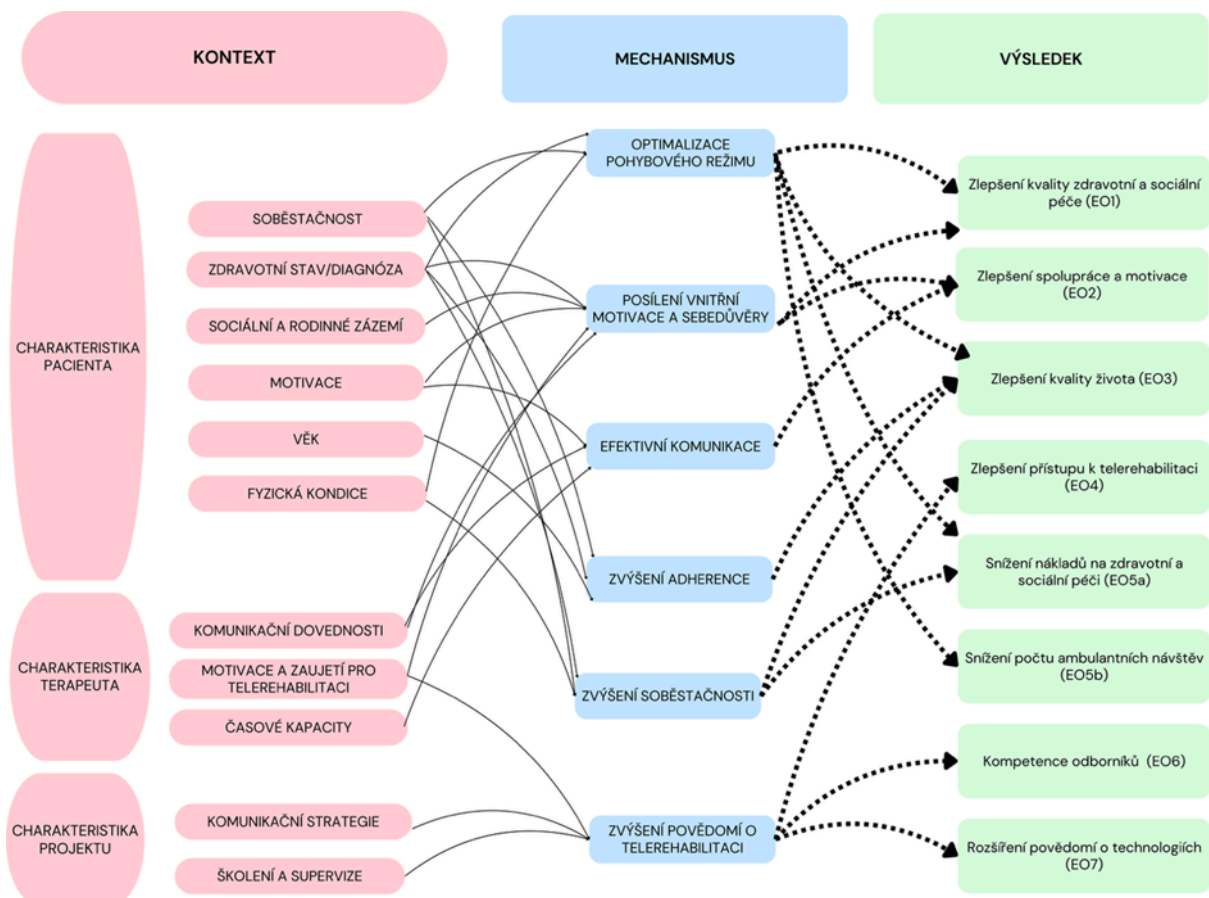 KONTEXT
MECHANISMUS
VÝSLEDEK
CHARAKTERISTIKA
PACIENTA
SOBĚSTAČNOST
ZDRAVOTNÍ STAV/DIAGNÓZA
SOCIÁLNÍ A RODINNÉ ZÁZEMÍ
MOTIVACE
VĚK
FYZICKÁ KONDICE
CHARAKTERISTIKA
TERAPEUTA
KOMUNIKAČNÍ DOVEDNOSTI
MOTIVACE A ZAUJETÍ PRO
TELEREHABILITACI
ČASOVÉ KAPACITY
CHARAKTERISTIKA
PROJEKTU
KOMUNIKAČNÍ STRATEGIE
ŠKOLENÍ A SUPERVIZE
OPTIMALIZACE
POHYBOVÉHO REŽIMU
POSÍLENÍ VNITŘNÍ
MOTIVACE A SEBEDŮVĚRY
EFEKTIVNÍ KOMUNIKACE
ZVÝŠENÍ ADHERENCE
ZVÝŠENÍ SOBĚSTAČNOSTI
ZVÝŠENÍ POVĚDOMÍ O
TELEREHABILITACI
Zlepšení kvality zdravotní a sociální
péče (EO1)
Zlepšení spolupráce a motivace
(EO2)
Zlepšení kvality života (EO3)
Zlepšení přístupu k telerehabilitaci
(EO4)
Snížení nákladů na zdravotní a
sociální péči (EO5a)
Snížení počtu ambulantních návštěv
(EO5b)
Kompetence odborníků (EO6)
Rozšíření povědomí o technologiích
(EO7)